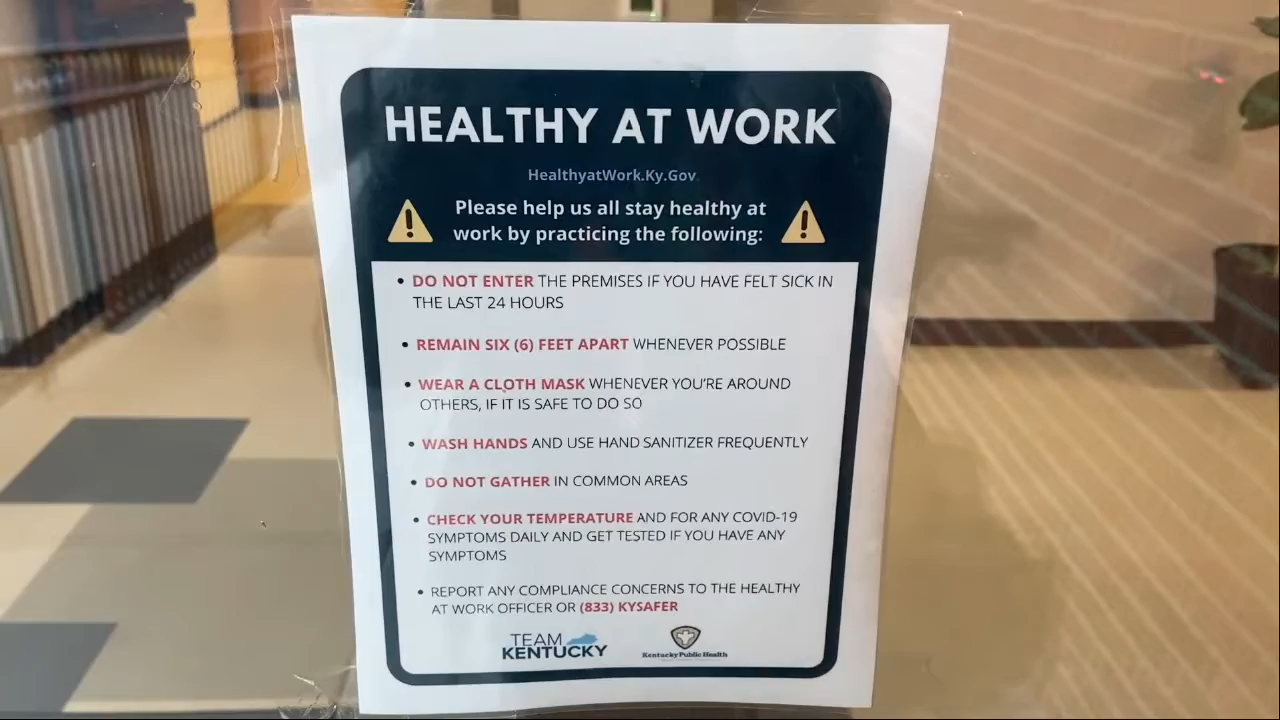 HEALTHY AT WORK
HealthyatWork.Ky.Gov
Please help us all stay healthy at
work by practicing the following:
• DO NOT ENTER THE PREMISES IF YOU HAVE FELT SICK IN
THE LAST 24 HOURS
• REMAIN SIX (6) FEET APART WHENEVER POSSIBLE
• WEAR A CLOTH MASK WHENEVER YOU'RE AROUND
OTHERS, IF IT IS SAFE TO DO SO
• WASH HANDS AND USE HAND SANITIZER FREQUENTLY
• DO NOT GATHER IN COMMON AREAS
• CHECK YOUR TEMPERATURE AND FOR ANY COVID-19
SYMPTOMS DAILY AND GET TESTED IF YOU HAVE ANY
SYMPTOMS
• REPORT ANY COMPLIANCE CONCERNS TO THE HEALTHY
AT WORK OFFICER OR (833) KYSAFER
TEAM
KENTUCKY
Kentucky Public Health